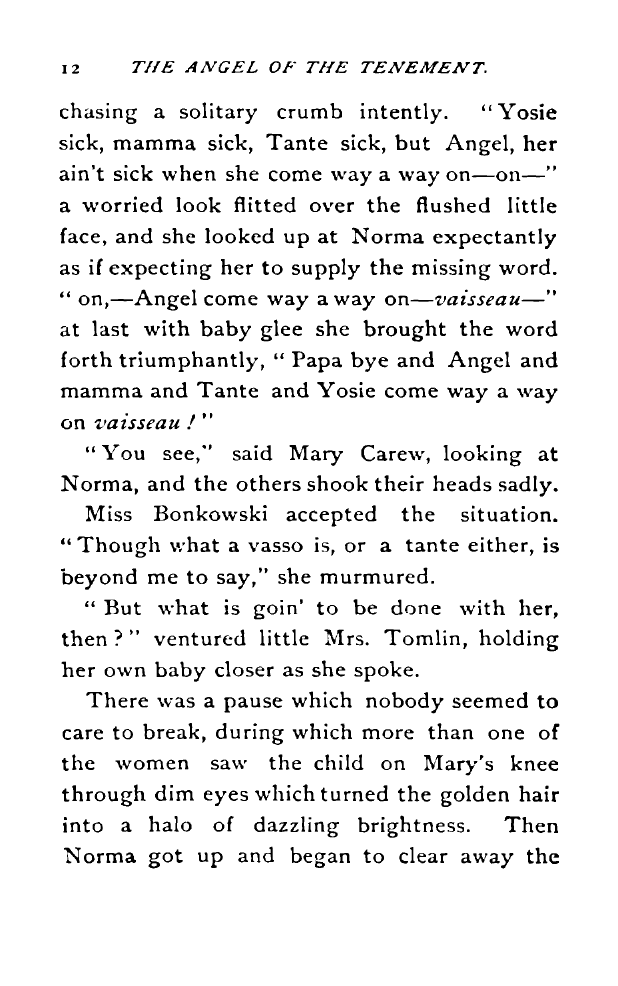 12 THE ANGEL OF THE TENEMENT.
chasing a solitary crumb intently. “Yosie
sick, mamma sick, Tante sick, but Angel, her
ain't sick when she come way a way on—on—”
a worried look flitted over the flushed little
face, and she looked up at Norma expectantly
as if expecting her to supply the missing word.
“ on,—Angel come way a way on—vaisseau—”
at last with baby glee she brought the word
forth triumphantly, “ Papa bye and Angel and
mamma and Tante and Yosie come way a way
on vaisseau ! ”
“You see,” said Mary Carew, looking at
Norma, and the others shook their heads sadly.
Miss Bonkowski accepted the situation.
“Though what a vasso is, or a tante either, is
beyond me to say,” she murmured.
“ But what is goin' to be done with her,
then ? ” ventured little Mrs. Tomlin, holding
her own baby closer as she spoke.
There was a pause which nobody seemed to
care to break, during which more than one of
the women saw the child on Mary's knee
through dim eyes which turned the golden hair
into a halo of dazzling brightness. Then
Norma got up and began to clear away the